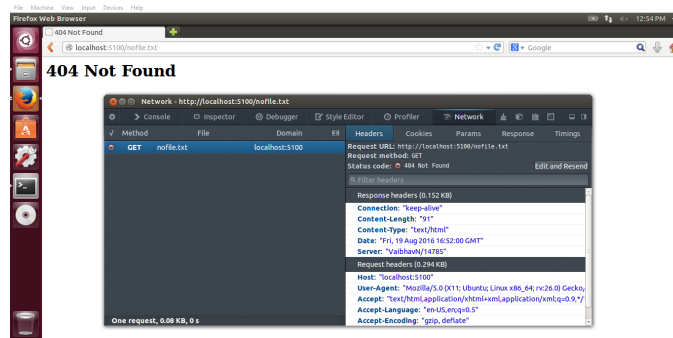 File Machine View Input Devices Help
Firefox Web Browser 12:54 PM
404 Not Found
localhost:5100/nofile.txt Google
404 Not Found
Network - http://localhost:5100/nofile.txt
Console Inspector Debugger Style Editor Profiler Network
√ Method File Domain Headers Cookies Params Response Timings
GET nofile.txt localhost:5100
Request URL: http://localhost:5100/nofile.txt
Request method: GET
Status code: 404 Not Found Edit and Resend
Filter headers
Response headers (0.152 KB)
Connection: "keep-alive"
Content-Length: "91"
Content-Type: "text/html"
Date: "Fri, 19 Aug 2016 16:52:00 GMT"
Server: "VaibhavN/14785"
Request headers (0.294 KB)
Host: "localhost:5100"
User-Agent: "Mozilla/5.0 (X11; Ubuntu; Linux x86_64; rv:26.0) Gecko/
Accept: "text/html,application/xhtml+xml,application/xml;q=0.9,*/
Accept-Language: "en-US,en;q=0.5"
Accept-Encoding: "gzip, deflate"
One request, 0.08 KB, 0 s